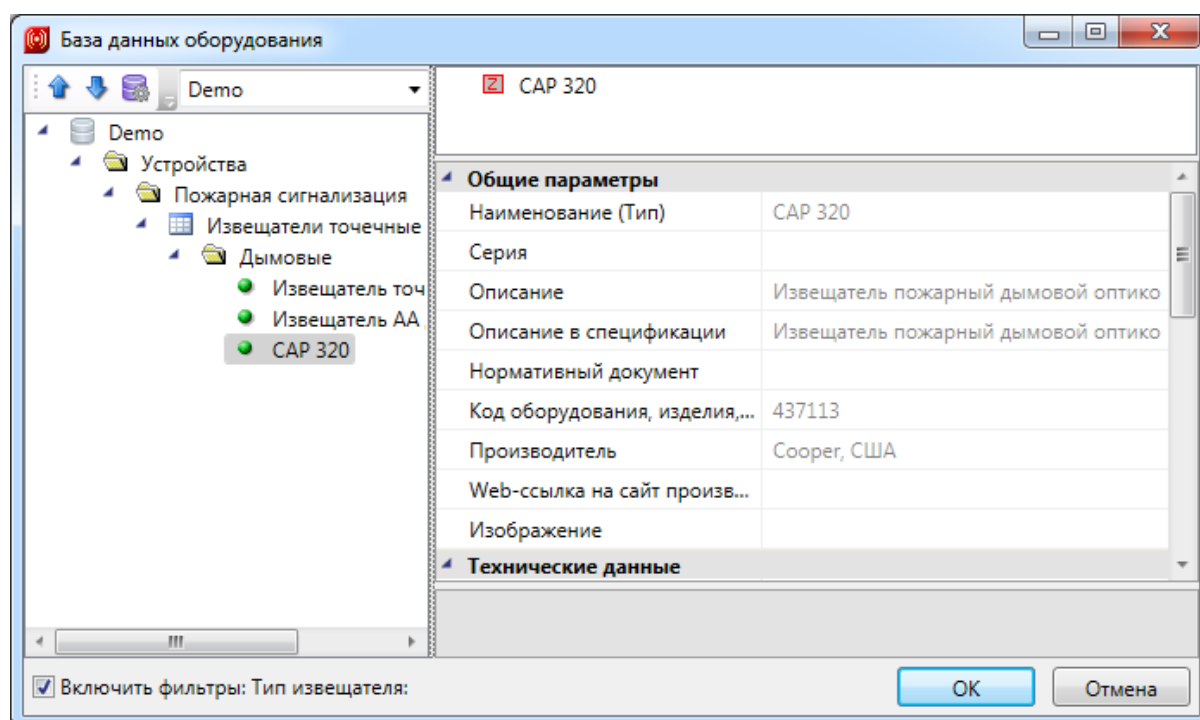 База данных оборудования
Demo
Demo
Устройства
Пожарная сигнализация
Извещатели точечные
Дымовые
Извещатель точ
Извещатель АА
CAP 320
Z CAP 320
Общие параметры
Наименование (Тип) CAP 320
Серия
Описание Извещатель пожарный дымовой оптико
Описание в спецификации Извещатель пожарный дымовой оптико
Нормативный документ
Код оборудования, изделия,... 437113
Производитель Cooper, США
Web-ссылка на сайт произв...
Изображение
Технические данные
Включить фильтры: Тип извещателя:
OK Отмена